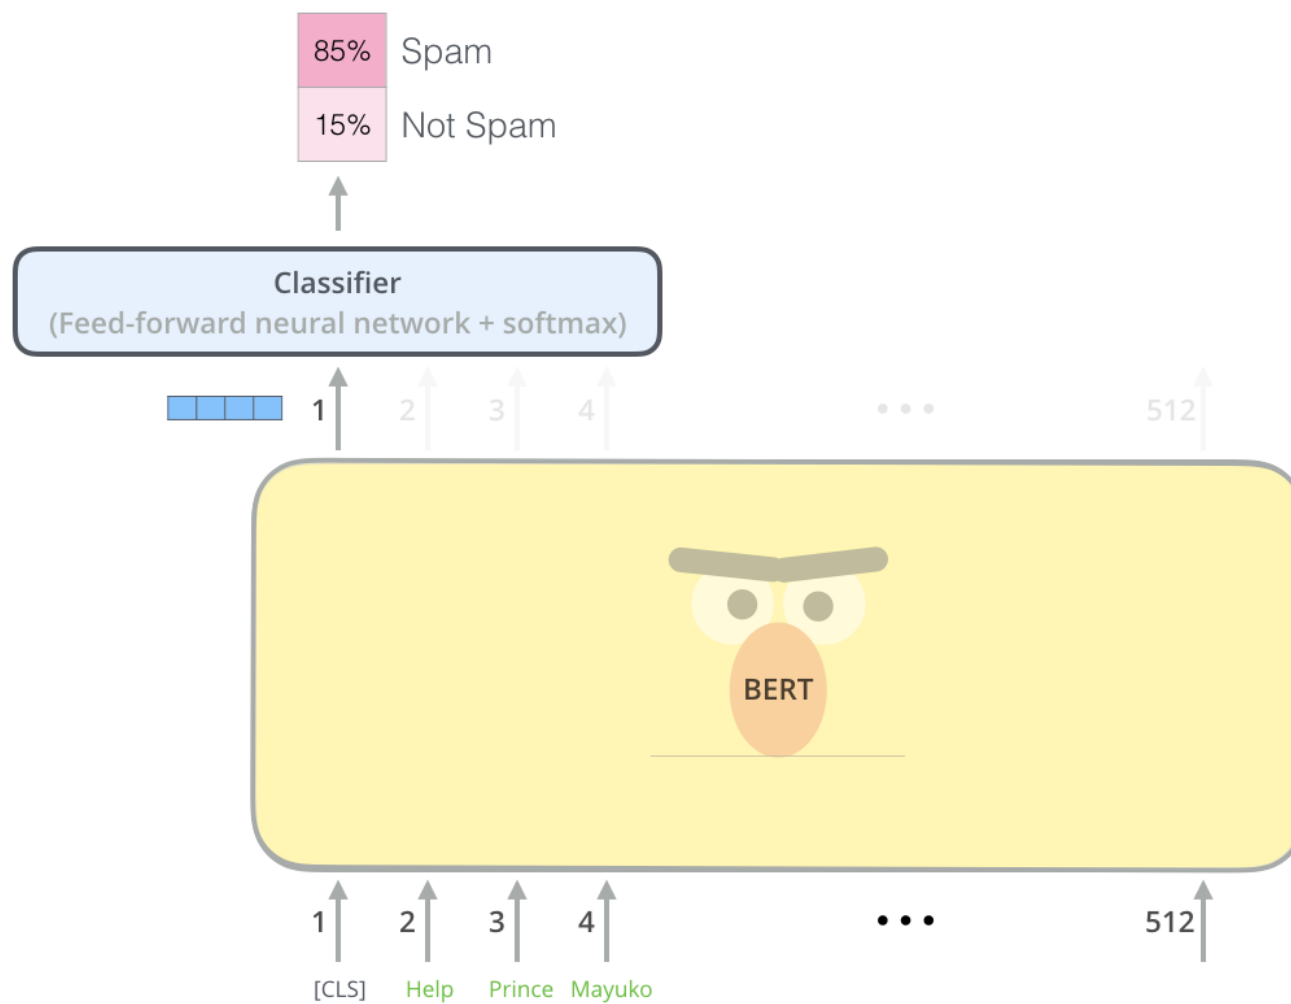 85% Spam
15% Not Spam
Classifier
(Feed-forward neural network + softmax)
1 2 3 4 ••• 512
BERT
1 2 3 4 ••• 512
[CLS] Help Prince Mayuko